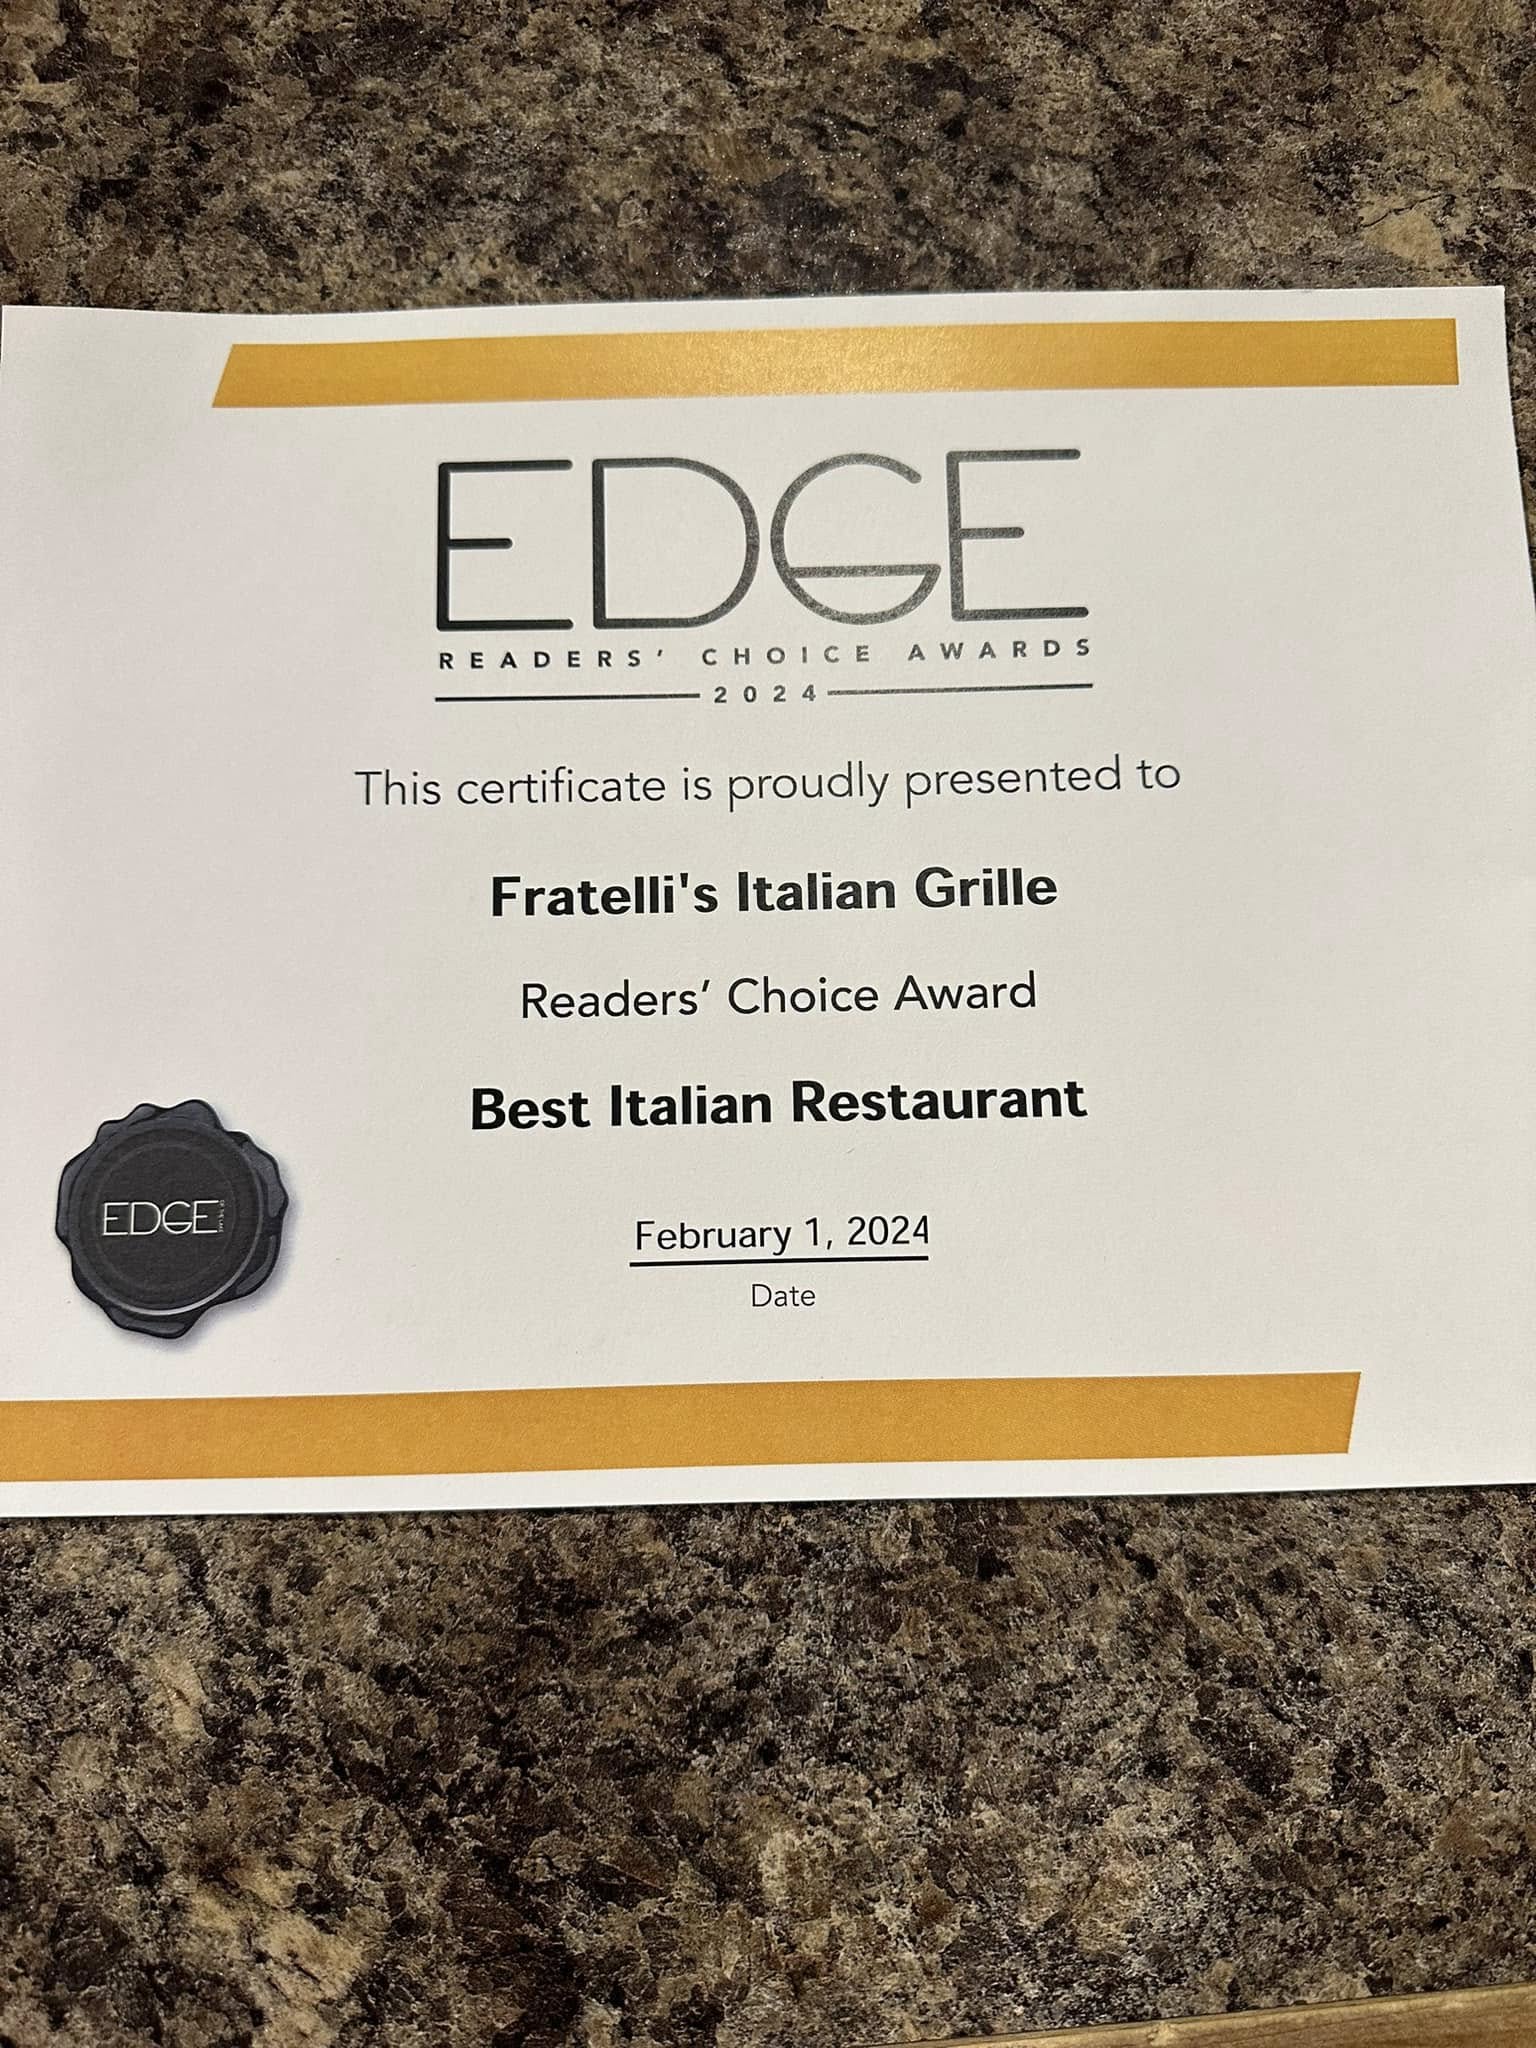 EDGE
READERS' CHOICE AWARDS
2024
This certificate is proudly presented to
Fratelli's Italian Grille
Readers' Choice Award
Best Italian Restaurant
EDGE
February 1, 2024
Date